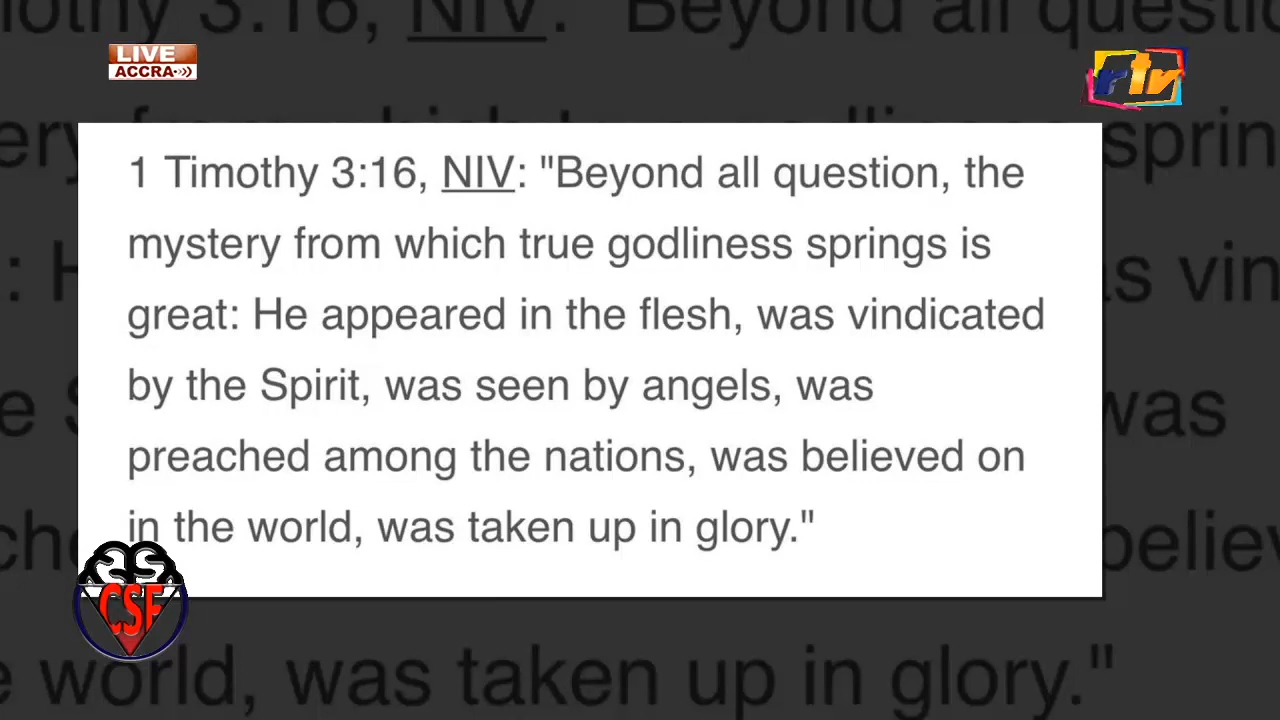 LIVE
ACCRA
rtv
1 Timothy 3:16, NIV: "Beyond all question, the
mystery from which true godliness springs is
great: He appeared in the flesh, was vindicated
by the Spirit, was seen by angels, was
preached among the nations, was believed on
in the world, was taken up in glory."
CSF